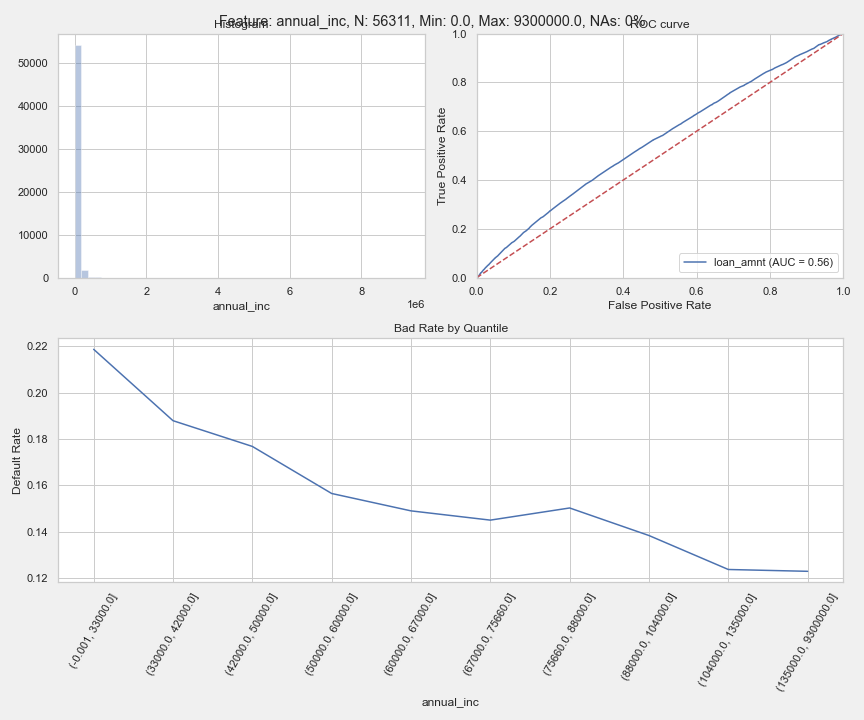 Feature: annual_inc, N: 56311, Min: 0.0, Max: 9300000.0, NAs: 0%
Histogram
50000
40000
30000
20000
10000
0
0 2 4 6 8
1e6
annual_inc
ROC curve
True Positive Rate
1.0
0.8
0.6
0.4
0.2
0.0
loan_amnt (AUC = 0.56)
0.0 0.2 0.4 0.6 0.8 1.0
False Positive Rate
Bad Rate by Quantile
Default Rate
0.22
0.20
0.18
0.16
0.14
0.12
(-0.001, 33000.0]
(33000.0, 42000.0]
(42000.0, 50000.0]
(50000.0, 60000.0]
(60000.0, 67000.0]
(67000.0, 75660.0]
(75660.0, 88000.0]
(88000.0, 104000.0]
(104000.0, 135000.0]
(135000.0, 9300000.0]
annual_inc